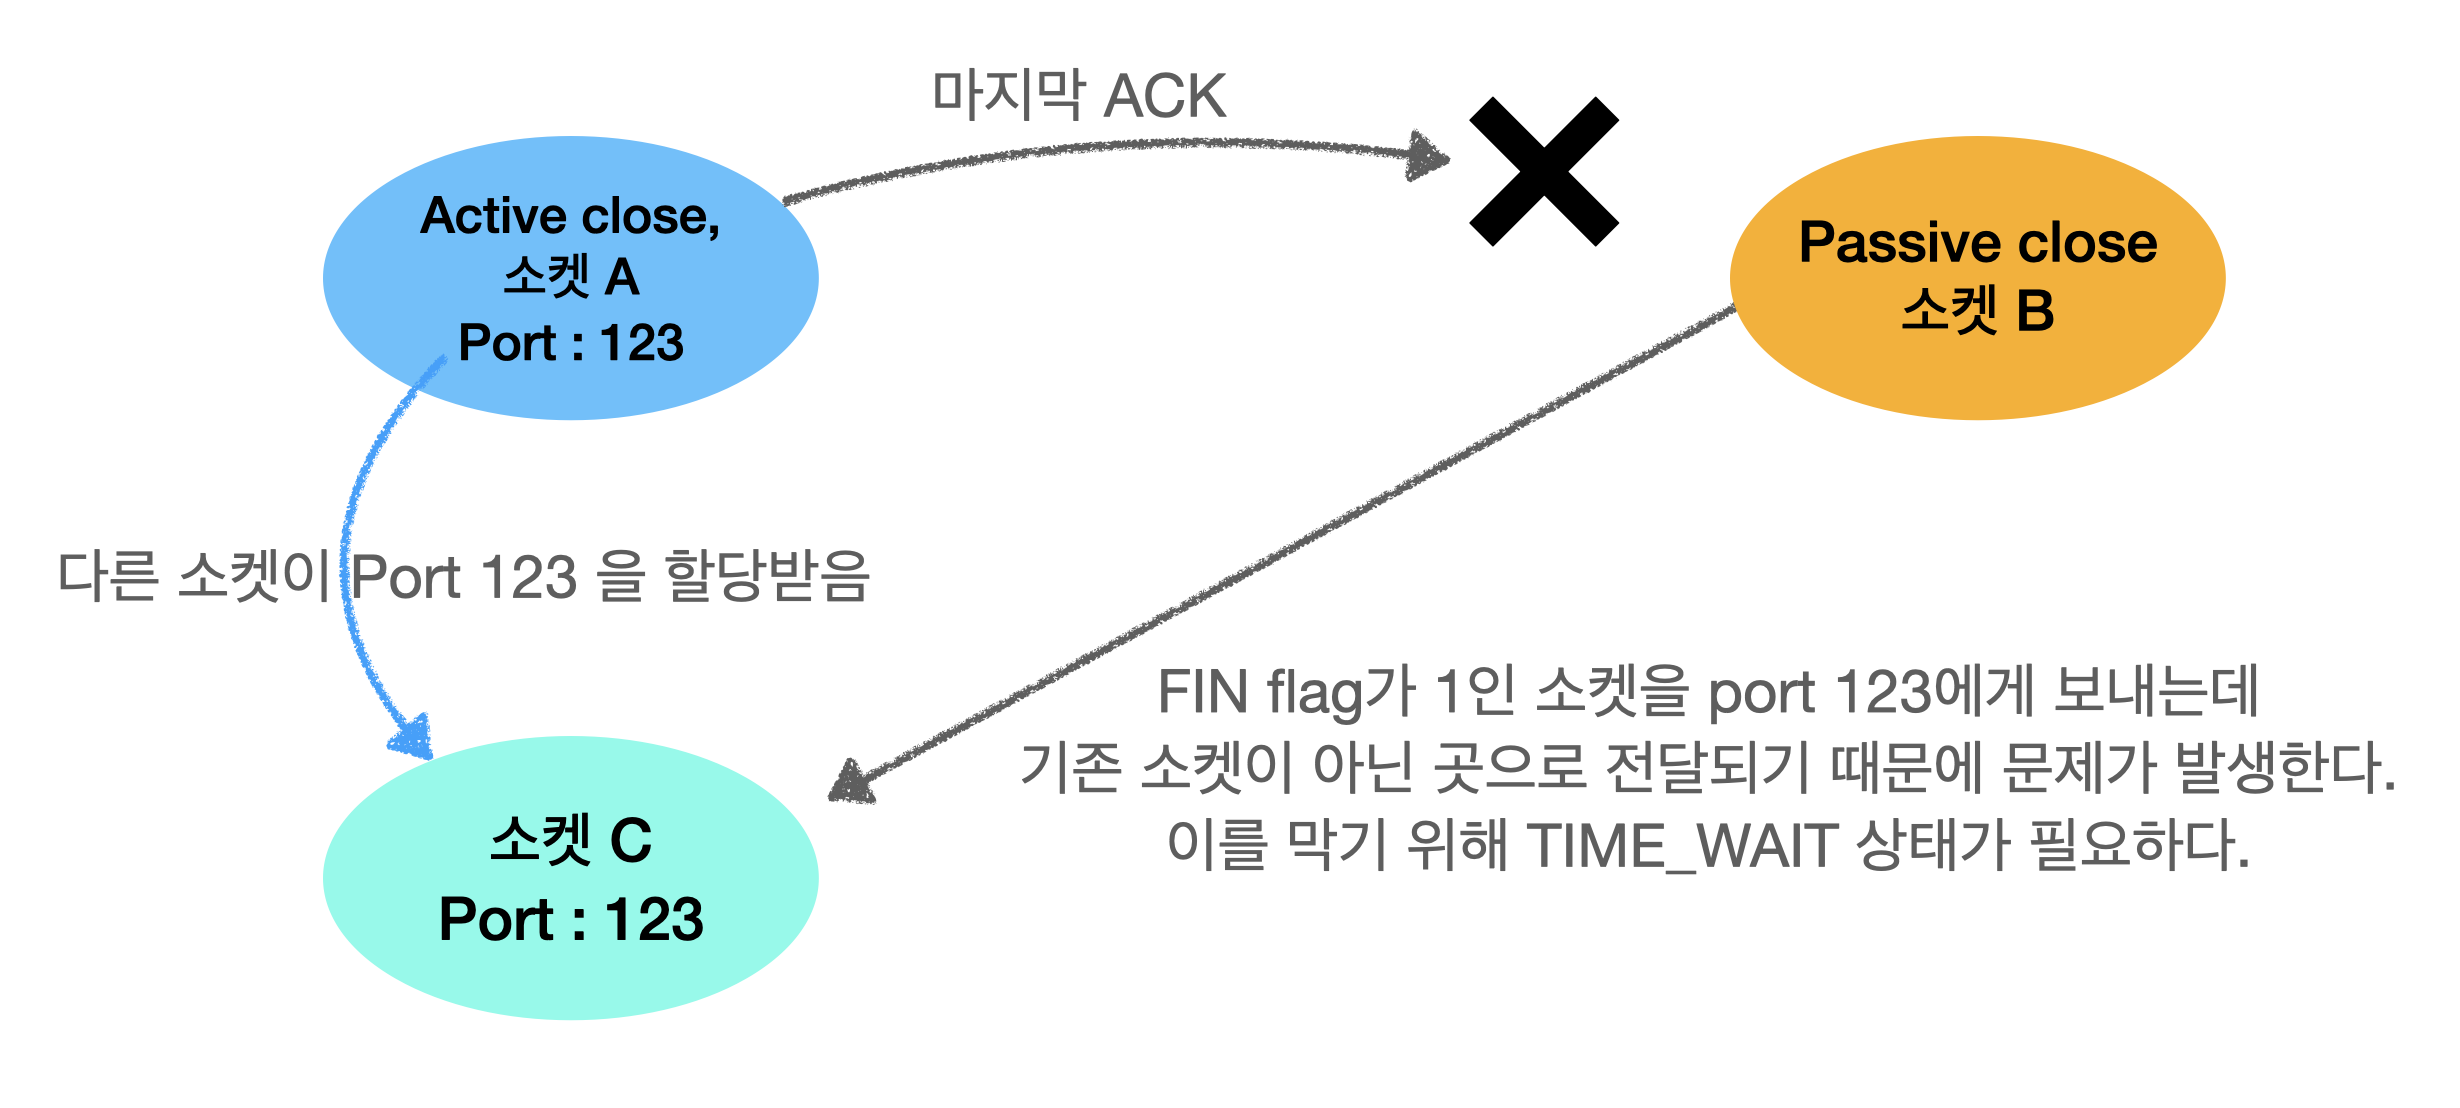 마지막 ACK
Active close,
소켓 A
Port : 123
Passive close
소켓 B
다른 소켓이 Port 123 을 할당받음
FIN flag가 1인 소켓을 port 123에게 보내는데
기존 소켓이 아닌 곳으로 전달되기 때문에 문제가 발생한다.
이를 막기 위해 TIME_WAIT 상태가 필요하다.
소켓 C
Port : 123